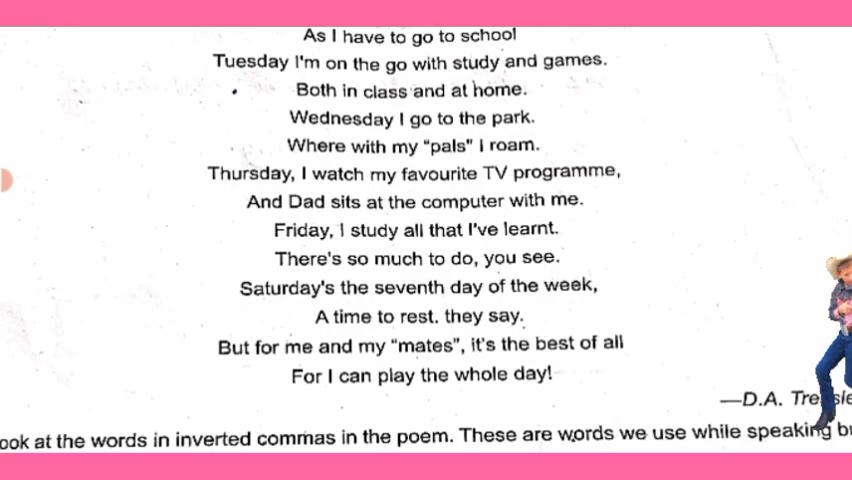 As I have to go to school
Tuesday I'm on the go with study and games.
Both in class and at home.
Wednesday I go to the park.
Where with my "pals" I roam.
Thursday, I watch my favourite TV programme,
And Dad sits at the computer with me.
Friday, I study all that I've learnt.
There's so much to do, you see.
Saturday's the seventh day of the week,
A time to rest. they say.
But for me and my "mates", it's the best of all
For I can play the whole day!
—D.A.
at the words in inverted commas in the poem. These are words we use while speaking